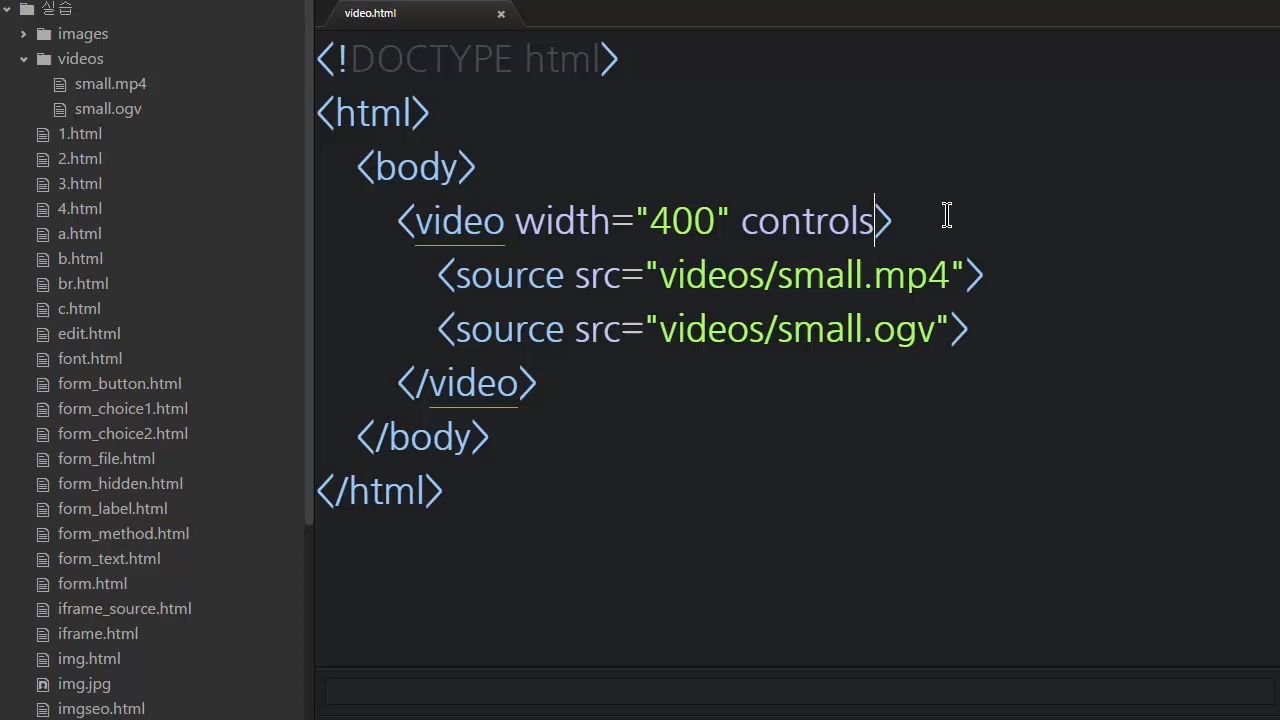 실습
images
videos
small.mp4
small.ogv
1.html
2.html
3.html
4.html
a.html
b.html
br.html
c.html
edit.html
font.html
form_button.html
form_choice1.html
form_choice2.html
form_file.html
form_hidden.html
form_label.html
form_method.html
form_text.html
form.html
iframe_source.html
iframe.html
img.html
img.jpg
imgseo.html
video.html
<!DOCTYPE html>
<html>
<body>
<video width="400" controls>
<source src="videos/small.mp4">
<source src="videos/small.ogv">
</video>
</body>
</html>